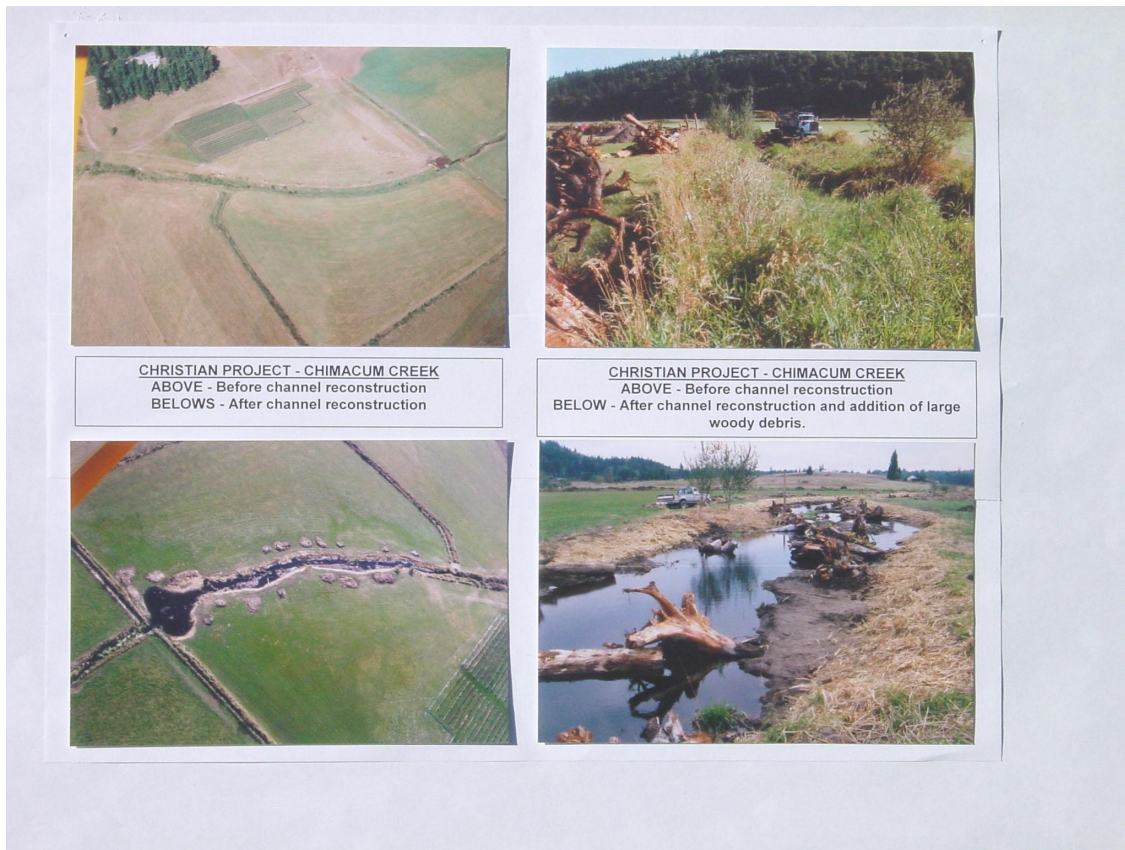 CHRISTIAN PROJECT - CHIMACUM CREEK
ABOVE - Before channel reconstruction
BELOWS - After channel reconstruction
CHRISTIAN PROJECT - CHIMACUM CREEK
ABOVE - Before channel reconstruction
BELOW - After channel reconstruction and addition of large
woody debris.